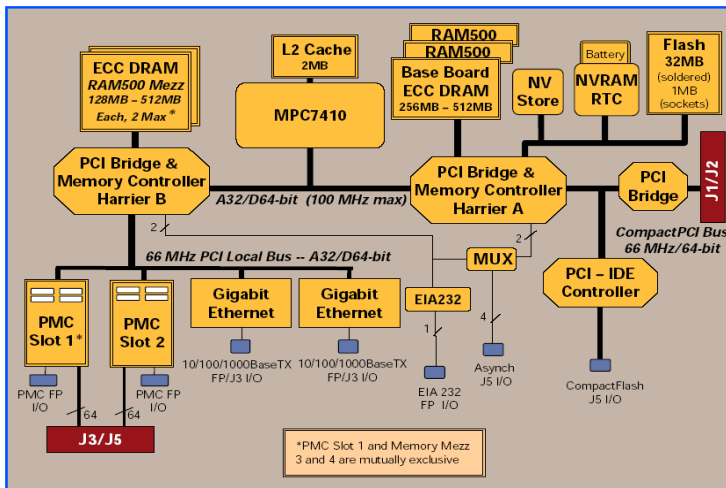 ECC DRAM
RAM500 Mezz
128MB – 512MB
Each, 2 Max *
L2 Cache
2MB
MPC7410
RAM500
RAM500
Base Board
ECC DRAM
256MB – 512MB
NV
Store
Battery
NVRAM
RTC
Flash
32MB
(soldered)
1MB
(sockets)
PCI Bridge &
Memory Controller
Harrier B
A32/D64-bit (100 MHz max)
PCI Bridge &
Memory Controller
Harrier A
PCI
Bridge
J1/J2
CompactPCI Bus
66 MHz/64-bit
2
2
66 MHz PCI Local Bus -- A32/D64-bit
MUX
PCI – IDE
Controller
PMC
Slot 1*
PMC
Slot 2
Gigabit
Ethernet
Gigabit
Ethernet
EIA232
1
4
PMC FP
I/O
PMC FP
I/O
10/100/1000BaseTX
FP/J3 I/O
10/100/1000BaseTX
FP/J3 I/O
EIA 232
FP I/O
Asynch
J5 I/O
CompactFlash
J5 I/O
64
64
J3/J5
*PMC Slot 1 and Memory Mezz
3 and 4 are mutually exclusive